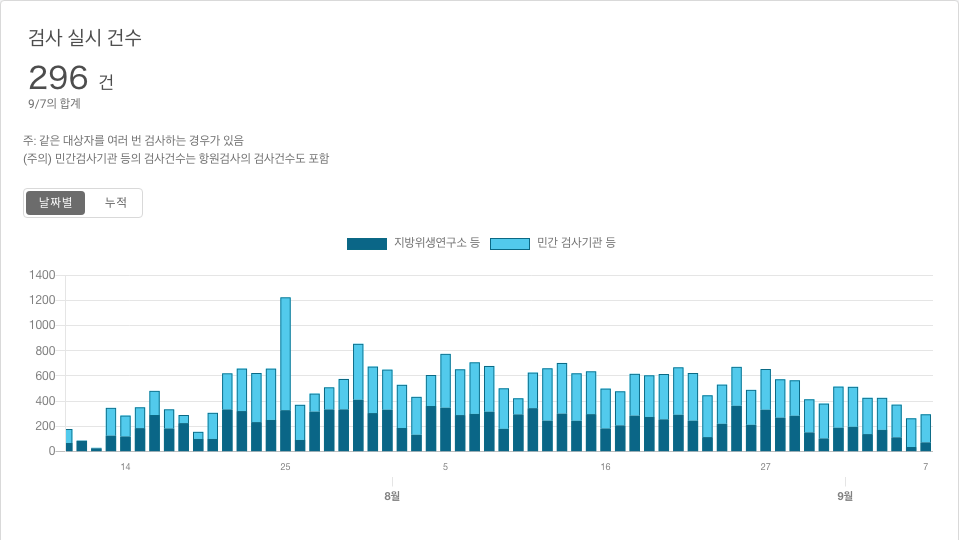 검사 실시 건수
296 건
9/7의 합계
주: 같은 대상자를 여러 번 검사하는 경우가 있음
(주의) 민간검사기관 등의 검사건수는 항원검사의 검사건수도 포함
날짜별 누적
지방위생연구소 등 민간 검사기관 등
1400
1200
1000
800
600
400
200
0
14 25 5 16 27 7
8월 9월